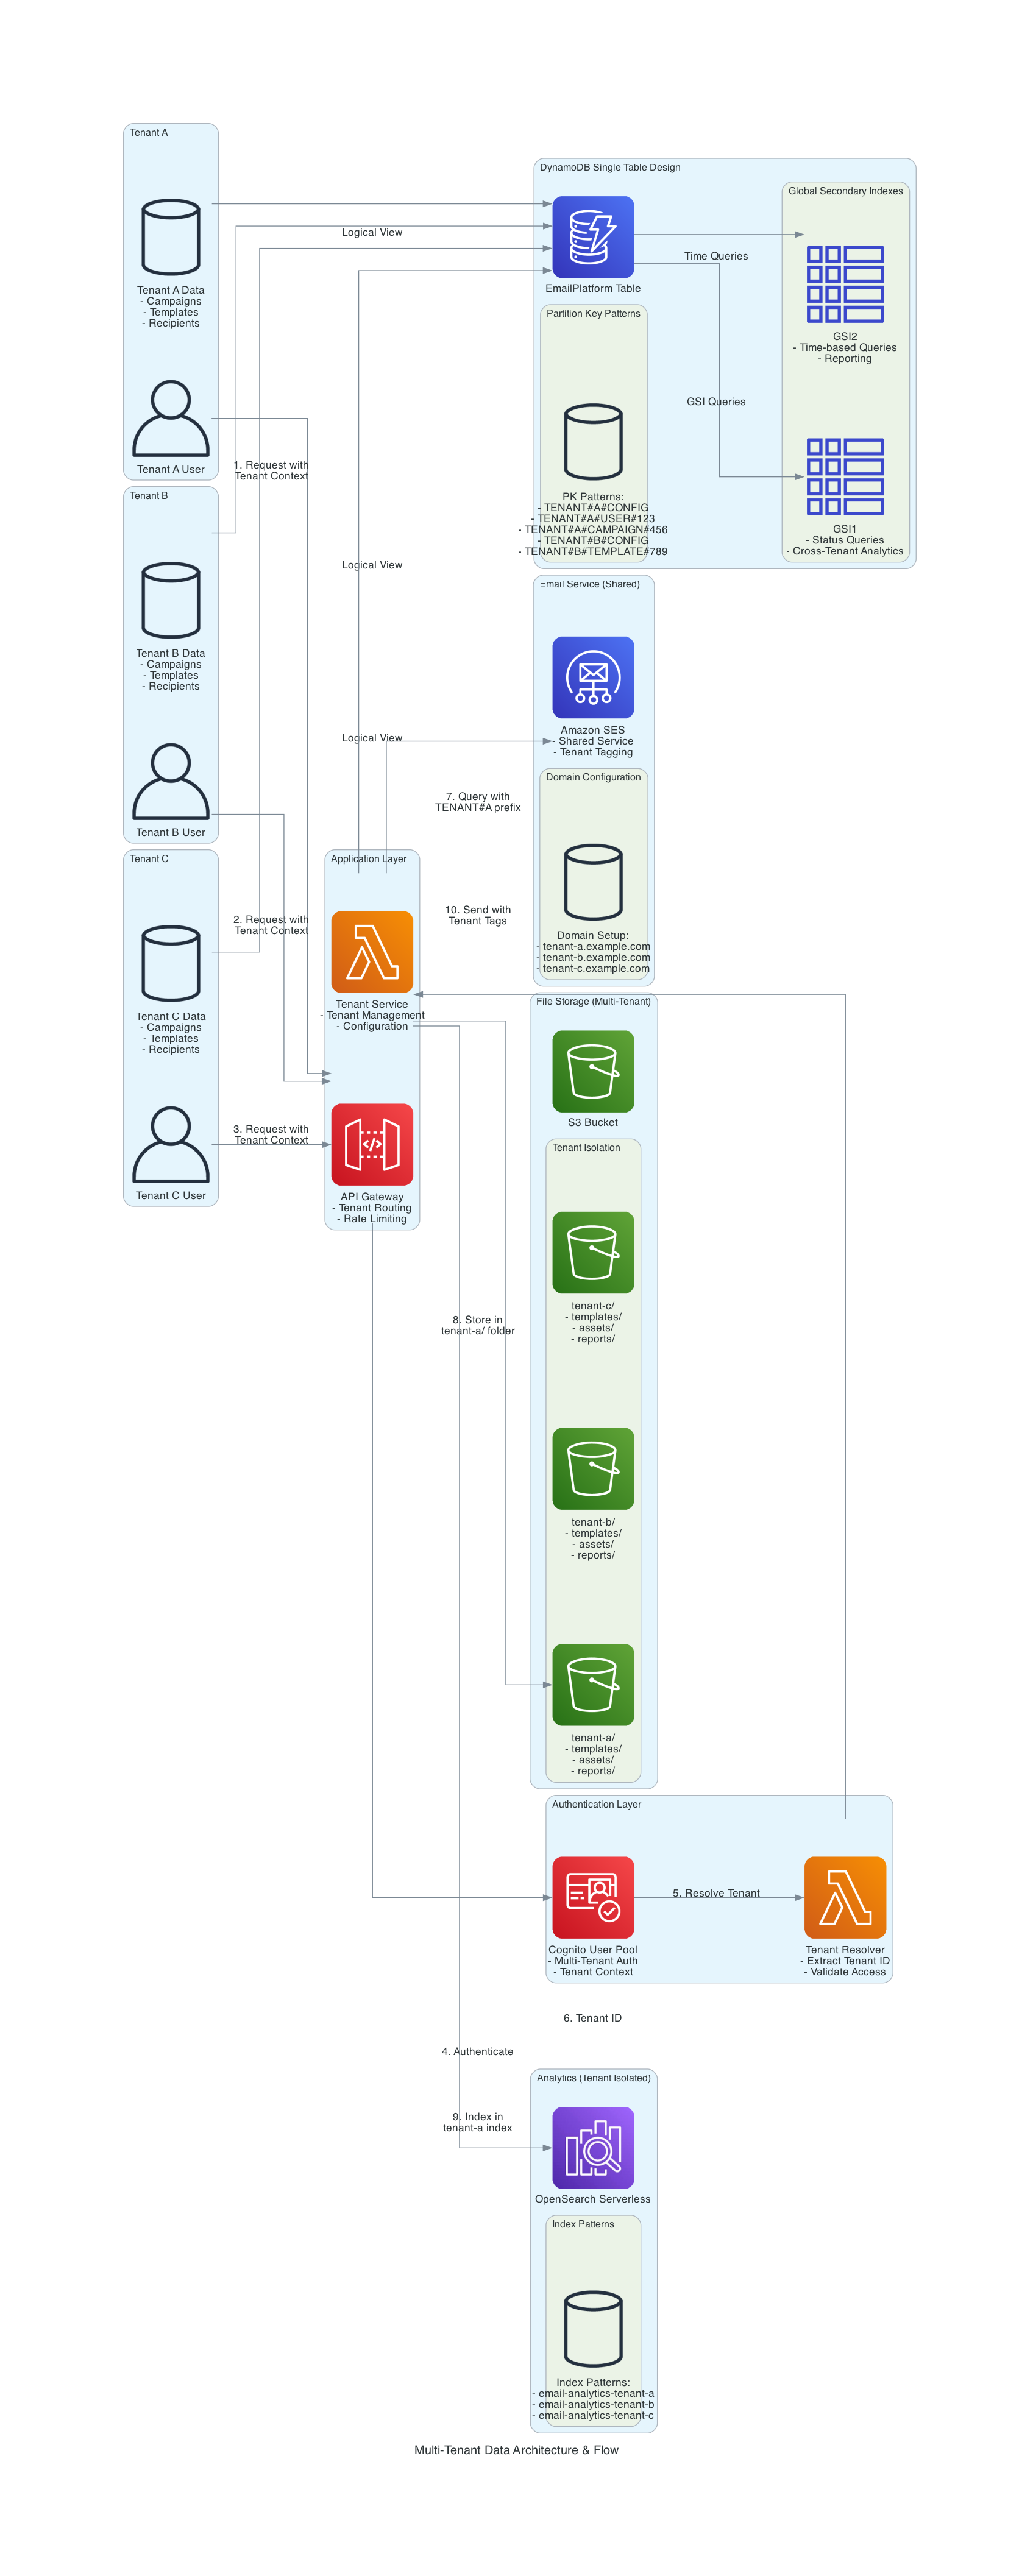 Tenant A
Tenant A Data
- Campaigns
- Templates
- Recipients
Tenant A User
Tenant B
Tenant B Data
- Campaigns
- Templates
- Recipients
Tenant B User
Tenant C
Tenant C Data
- Campaigns
- Templates
- Recipients
Tenant C User
1. Request with
Tenant Context
2. Request with
Tenant Context
3. Request with
Tenant Context
Logical View
Logical View
Logical View
Application Layer
Tenant Service
- Tenant Management
- Configuration
API Gateway
- Tenant Routing
- Rate Limiting
7. Query with
TENANT#A prefix
10. Send with
Tenant Tags
8. Store in
tenant-a/ folder
4. Authenticate
9. Index in
tenant-a index
DynamoDB Single Table Design
EmailPlatform Table
Partition Key Patterns
PK Patterns:
- TENANT#A#CONFIG
- TENANT#A#USER#123
- TENANT#A#CAMPAIGN#456
- TENANT#B#CONFIG
- TENANT#B#TEMPLATE#789
Time Queries
GSI Queries
Global Secondary Indexes
GSI2
- Time-based Queries
- Reporting
GSI1
- Status Queries
- Cross-Tenant Analytics
Email Service (Shared)
Amazon SES
- Shared Service
- Tenant Tagging
Domain Configuration
Domain Setup:
- tenant-a.example.com
- tenant-b.example.com
- tenant-c.example.com
File Storage (Multi-Tenant)
S3 Bucket
Tenant Isolation
tenant-c/
- templates/
- assets/
- reports/
tenant-b/
- templates/
- assets/
- reports/
tenant-a/
- templates/
- assets/
- reports/
Authentication Layer
Cognito User Pool
- Multi-Tenant Auth
- Tenant Context
5. Resolve Tenant
Tenant Resolver
- Extract Tenant ID
- Validate Access
6. Tenant ID
Analytics (Tenant Isolated)
OpenSearch Serverless
Index Patterns
Index Patterns:
- email-analytics-tenant-a
- email-analytics-tenant-b
- email-analytics-tenant-c
Multi-Tenant Data Architecture & Flow